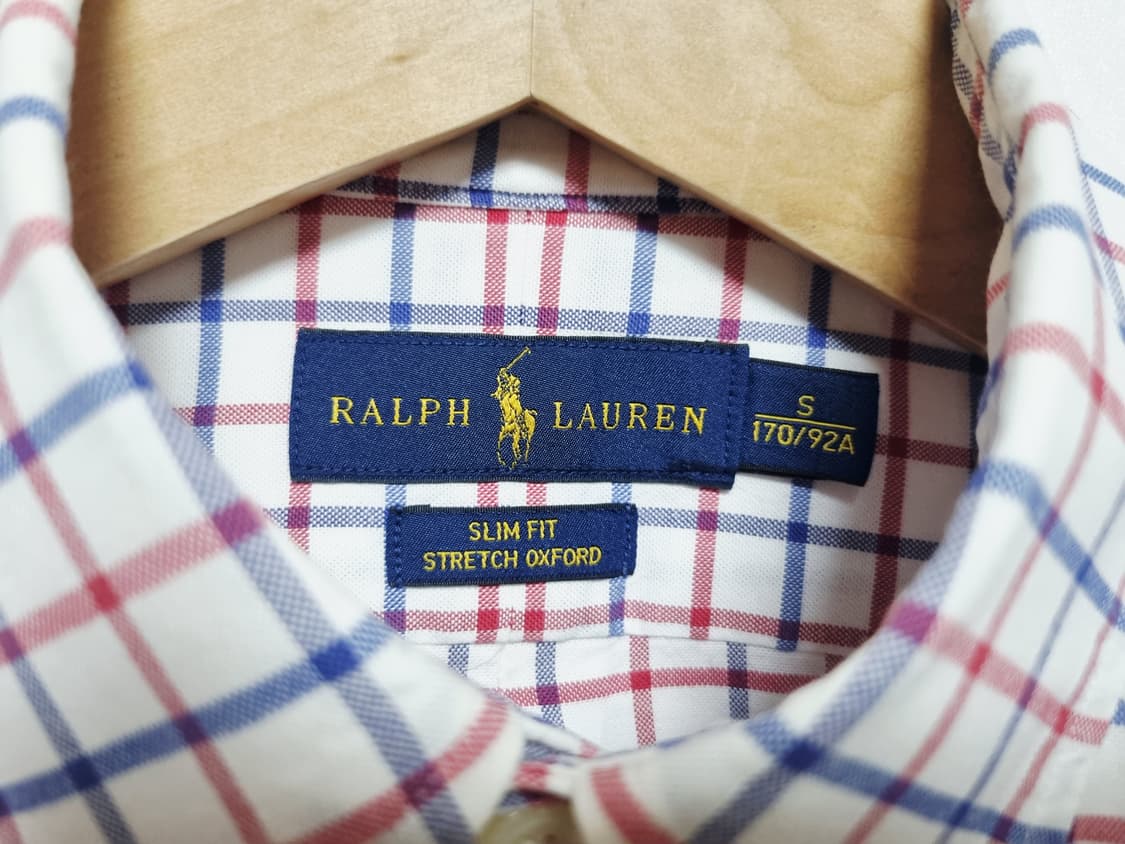 RALPH LAUREN
S
170/92A
SLIM FIT
STRETCH OXFORD